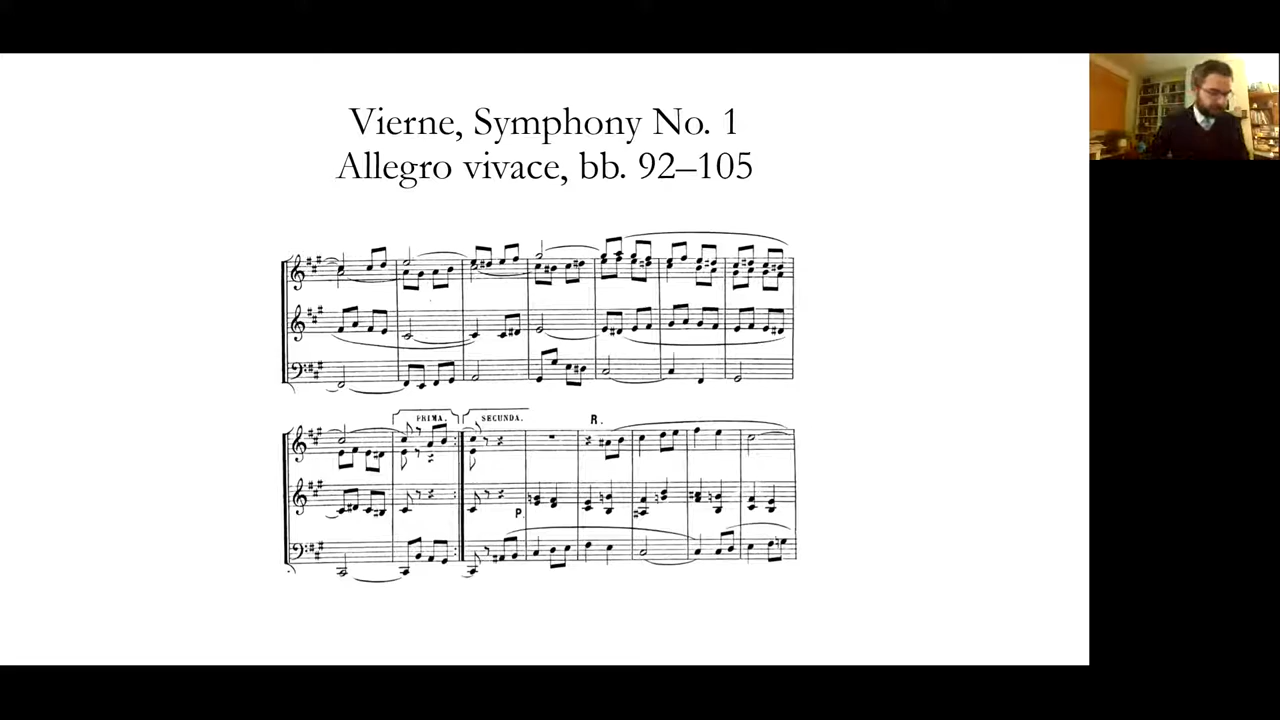 Vierne, Symphony No. 1
Allegro vivace, bb. 92–105
PRIMA.
SECUNDA.
R.
P.